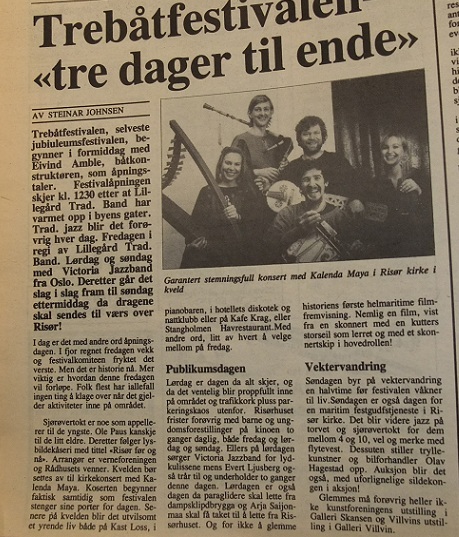 Trebåtfestivalen
«tre dager til ende»
AV STEINAR JOHNSEN
Trebåtfestivalen, selveste
jubiuleumsfestivalen, be-
gynner i formiddag med
Eivind Amble, båtkon-
struktøren, som åpnings-
taler. Festivalåpningen
skjer kl. 1230 etter at Lil-
legård Trad. Band har
varmet opp i byens gater.
Trad. jazz blir det for-
øvrig hver dag. Fredagen i
regi av Lillegård Trad.
Band. Lørdag og søndag
med Victoria Jazzband
fra Oslo. Deretter går det
slag i slag fram til søndag
ettermiddag da dragene
skal sendes til værs over
Risør!
I dag er det med andre ord åpnings-
dagen. I fjor regnet fredagen vekk
og festivalkomiteen fryktet det
verste. Men det er historie nå. Mer
viktig er hvordan denne fredagen
vil forløpe. Folk flest har ialllefall
ingen ting å klage over når det gjel-
der aktiviteter inne på området.
Sjørøvertokt er noe som appelle-
rer til de yngste. Ole Paus kanskje
til de litt eldre. Deretter følger lys-
bildekåseri med tittel «Risør før og
nå». Arrangør er verneforeningen
og Rådhusets venner. Kvelden bør
settes av til kirkekonsert med Ka-
lenda Maya. Koserten begynner
faktisk samtidig som festivalen
stenger sine porter for dagen. Se-
nere på kvelden blir det utvilsomt
et yrende liv både på Kast Loss, i
Garantert stemningsfull konsert med Kalenda Maya i Risør kirke i
kveld
pianobaren, i hotellets diskotek og
nattklubb eller på Kafe Krag, eller
Stangholmen Havrestaurant.Med
andre ord, litt av hvert å velge
mellom på fredag.
Publikumsdagen
Lørdag er dagen da alt skjer, og
da det ventelig blir proppfullt inne
på området og trafikkork pluss par-
keringskaos utenfor. Risørhuset
frister forøvrig med barne og ung-
domsforestillinger på kinoen to
ganger daglig, både fredag og lør-
dag og søndag. Ellers på lørdagen
sørger Victoria Jazband for lyd-
kulissene mens Evert Ljusberg og-
så trår til og underholder to ganger
denne dagen. Lørdagen er også
dagen da paraglidere skal lette fra
dampsklipdbrygga og Arja Saijon-
maa skal få taket til å lette fra Ris-
sørhuset. Og for ikke å glemme
historiens første helmaritime film-
fremvisning. Nemlig en film, vist
fra en skonnert med en kutters
storseil som lerret og med et skon-
nertskip i hovedrollen!
Vektervandring
Søndagen byr på vektervandring
en halvtime før festivalen våkner
til liv.Søndagen er også dagen for
en maritim festgudstjeneste i Ri-
sør kirke. Det blir videre jazz på
torvet og sjørøvertokt for dem
mellom 4 og 10, vel og merke med
flytevest. Dessuten stiller trylle-
kunstner og bilforhandler Olav
Hagestad opp. Auksjon blir det
også, med uforlignelige sildekon-
gen i aksjon!
Glemmes må forøvrig heller ik-
ke kunstforeningens utstilling i
Galleri Skansen og Villvins utstilling
i Galleri Villvin.